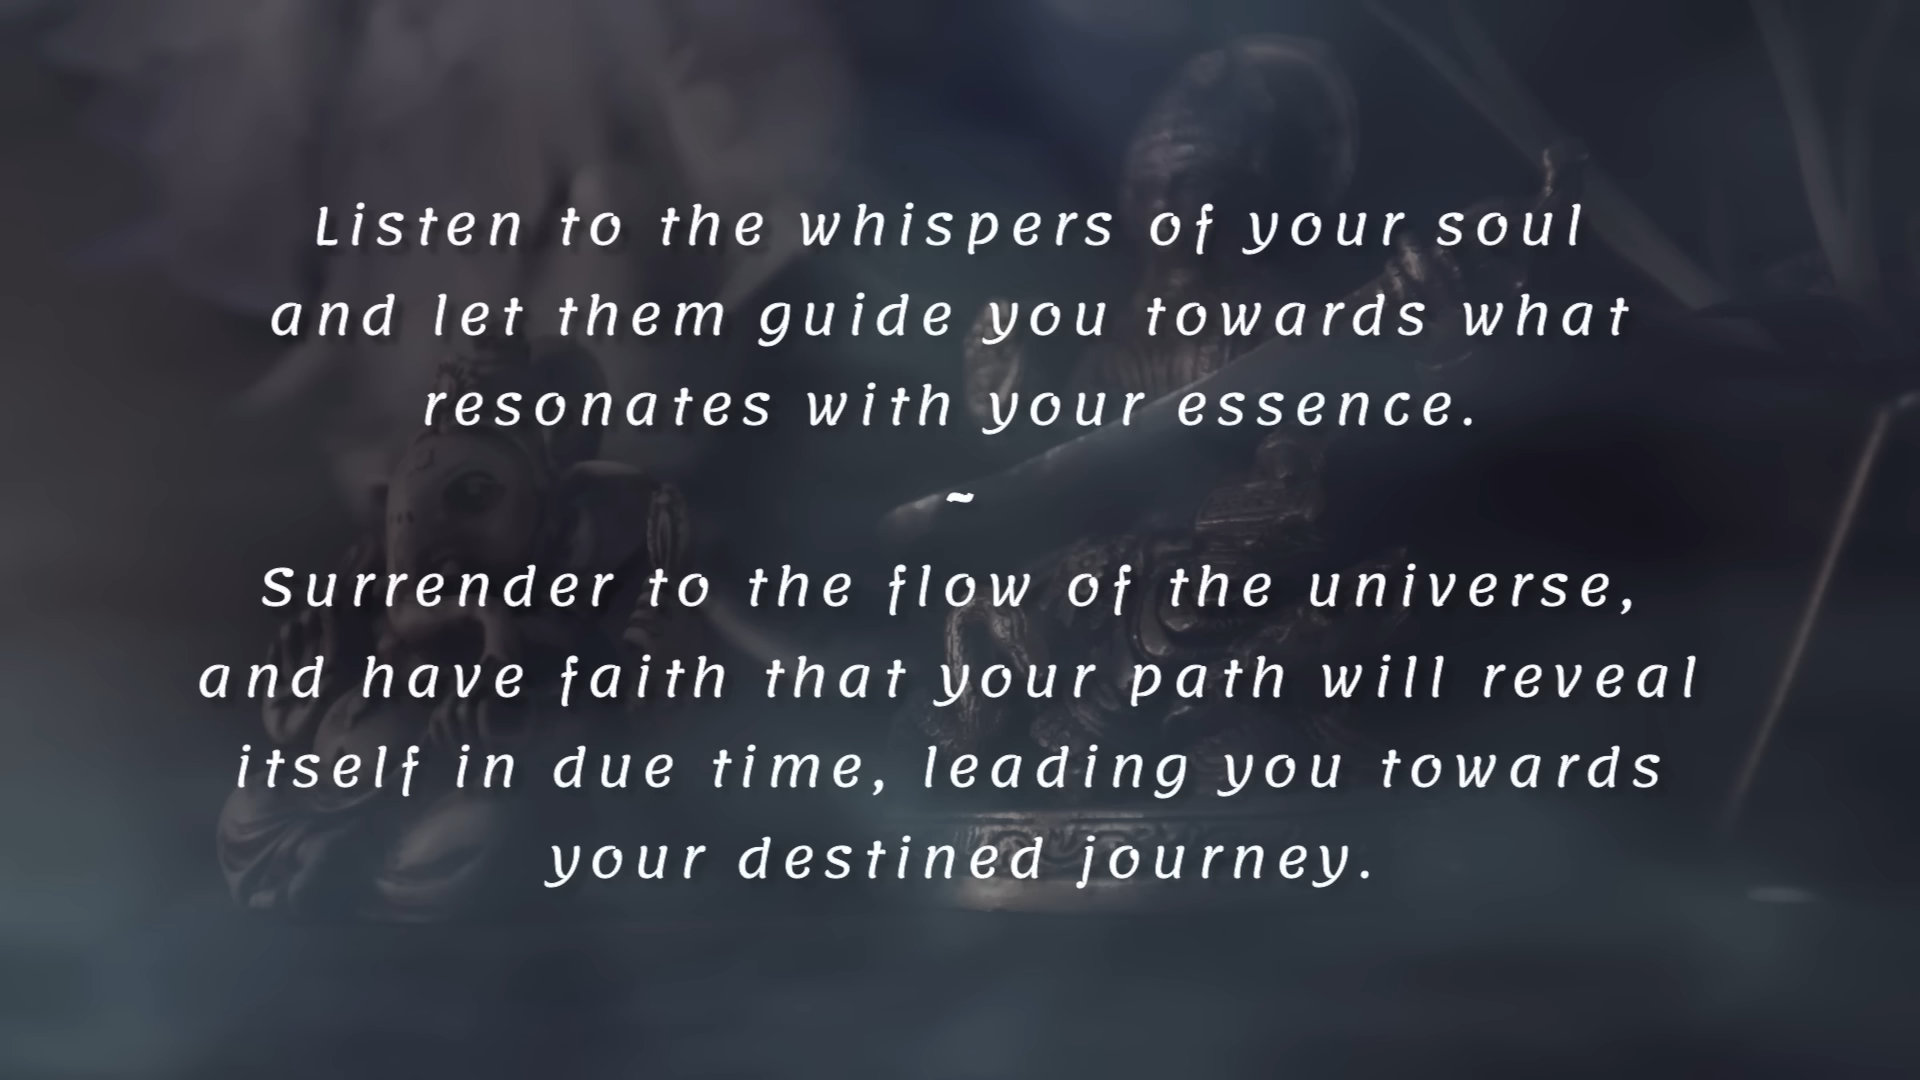 Listen to the whispers of your soul
and let them guide you towards what
resonates with your essence.
~
Surrender to the flow of the universe,
and have faith that your path will reveal
itself in due time, leading you towards
your destined journey.